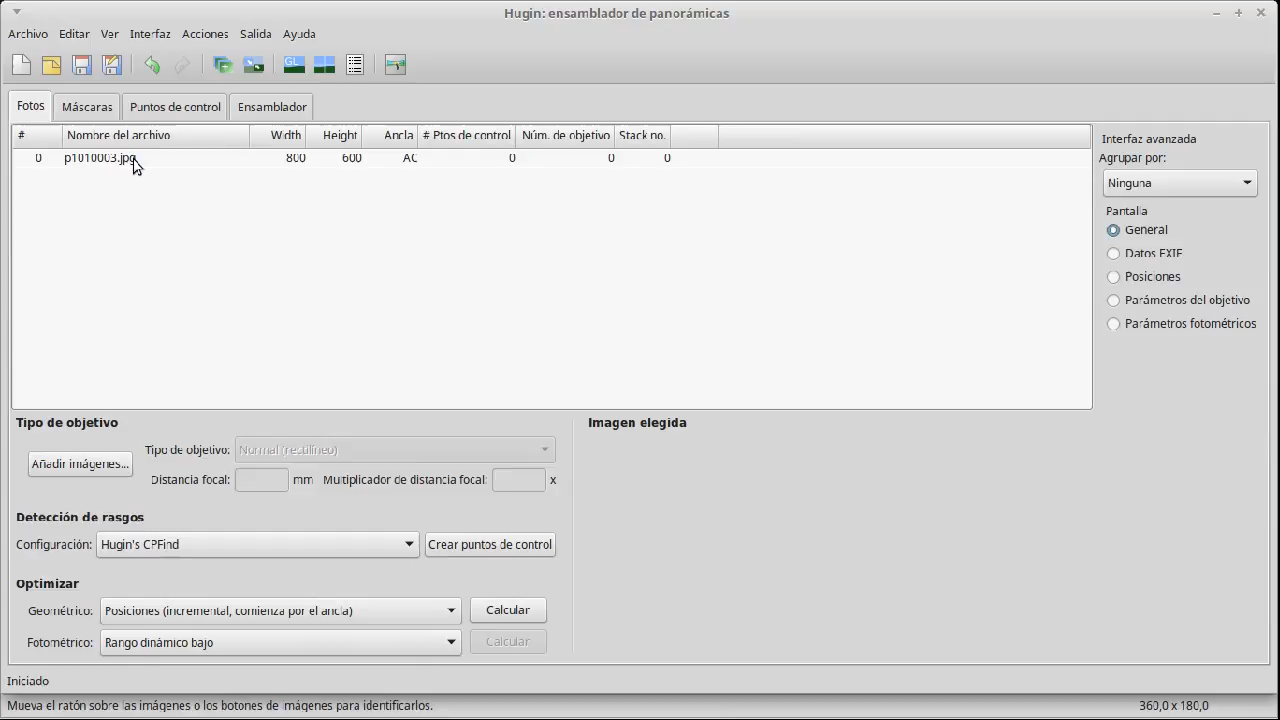 Hugin: ensamblador de panorámicas
Archivo Editar Ver Interfaz Acciones Salida Ayuda
GL
Fotos Máscaras Puntos de control Ensamblador
# Nombre del archivo Width Height Ancla # Ptos de control Núm. de objetivo Stack no.
0 p1010003.jpg 800 600 AC 0 0 0
Interfaz avanzada
Agrupar por:
Ninguna
Pantalla
General
Datos EXIF
Posiciones
Parámetros del objetivo
Parámetros fotométricos
Tipo de objetivo
Añadir imágenes...
Tipo de objetivo: Normal (rectilíneo)
Distancia focal: mm Multiplicador de distancia focal: x
Detección de rasgos
Configuración: Hugin's CPFind Crear puntos de control
Optimizar
Geométrico: Posiciones (incremental, comienza por el ancla) Calcular
Fotométrico: Rango dinámico bajo Calcular
Imagen elegida
Iniciado
Mueva el ratón sobre las imágenes o los botones de imágenes para identificarlos. 360,0 x 180,0